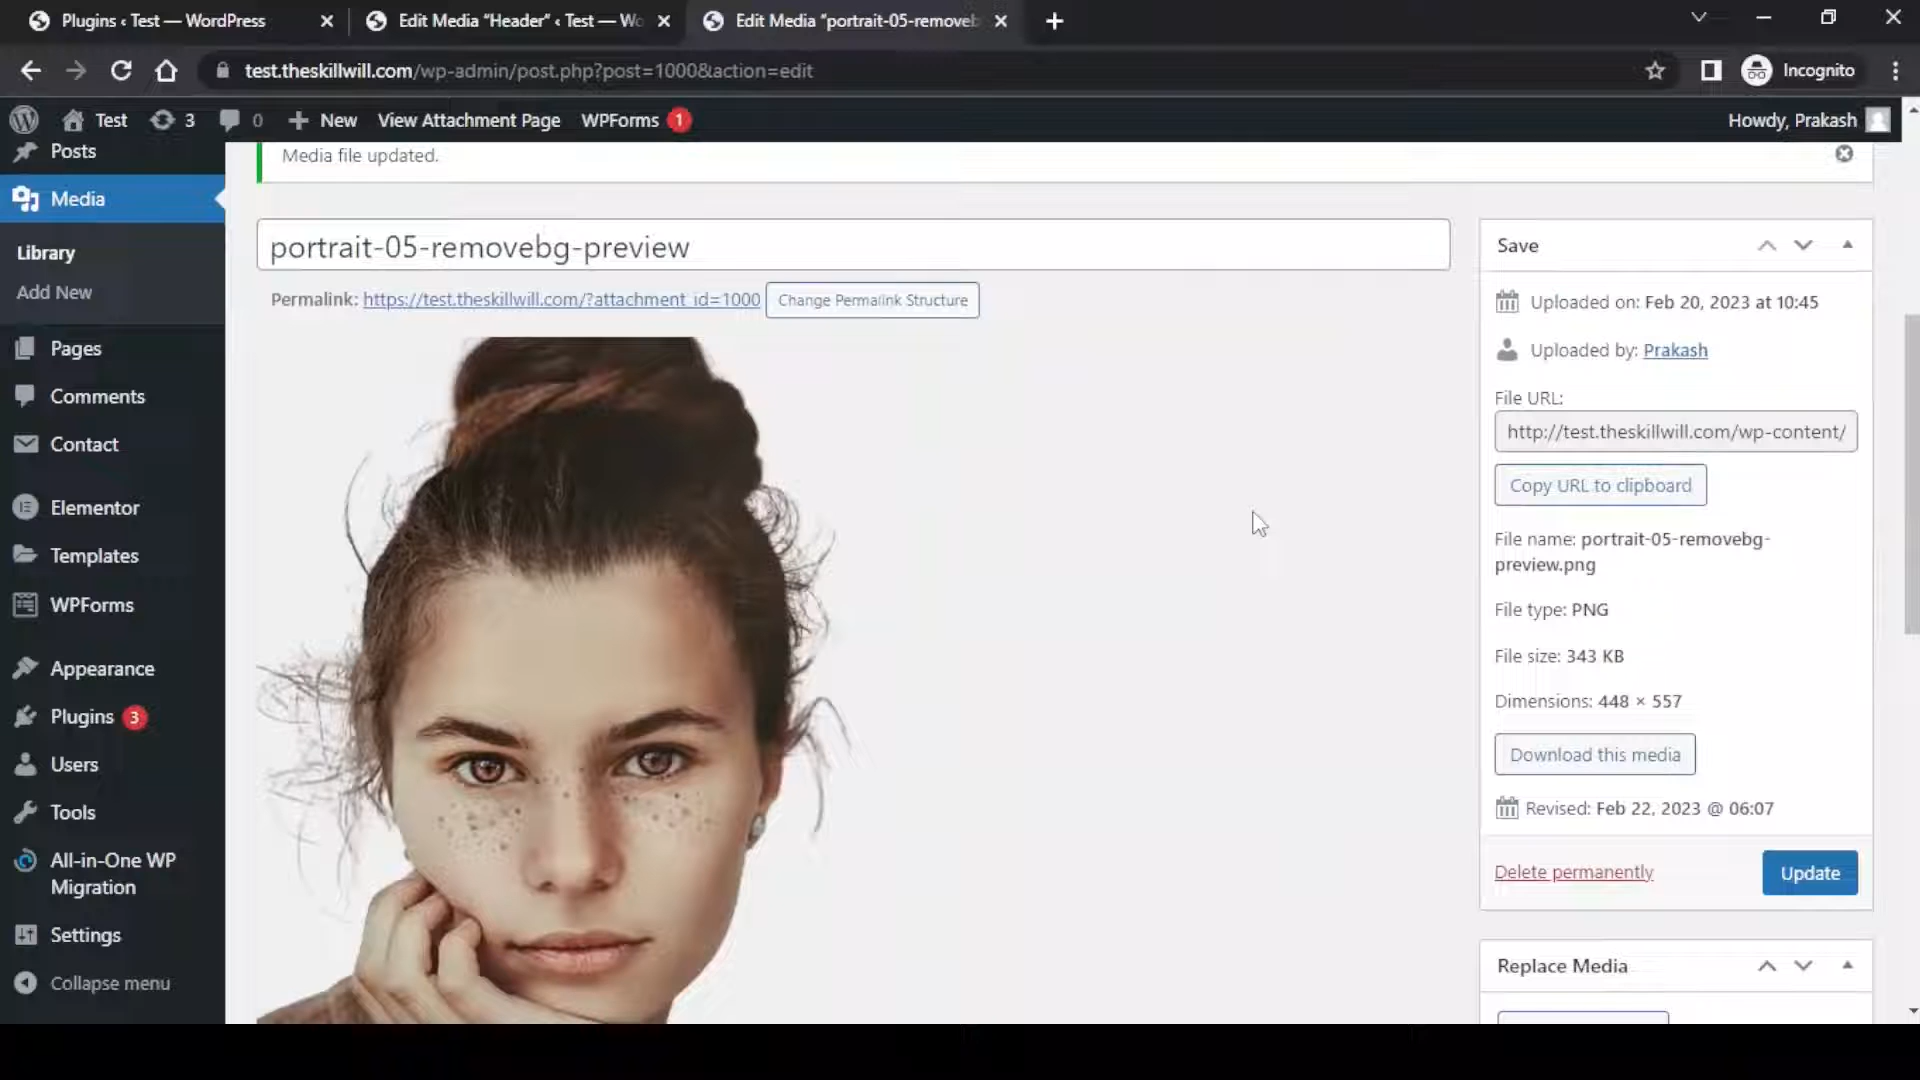 Plugins ‹ Test — WordPress
Edit Media “Header” ‹ Test — Wo
Edit Media “portrait-05-removeb
test.theskillwill.com/wp-admin/post.php?post=1000&action=edit
Incognito
Test
3
0
New
View Attachment Page
WPForms 1
Howdy, Prakash
Posts
Media
Library
Add New
Pages
Comments
Contact
Elementor
Templates
WPForms
Appearance
Plugins 3
Users
Tools
All-in-One WP
Migration
Settings
Collapse menu
Media file updated.
portrait-05-removebg-preview
Permalink: https://test.theskillwill.com/?attachment_id=1000 Change Permalink Structure
Save
Uploaded on: Feb 20, 2023 at 10:45
Uploaded by: Prakash
File URL:
http://test.theskillwill.com/wp-content/
Copy URL to clipboard
File name: portrait-05-removebg-
preview.png
File type: PNG
File size: 343 KB
Dimensions: 448 × 557
Download this media
Revised: Feb 22, 2023 @ 06:07
Delete permanently
Update
Replace Media